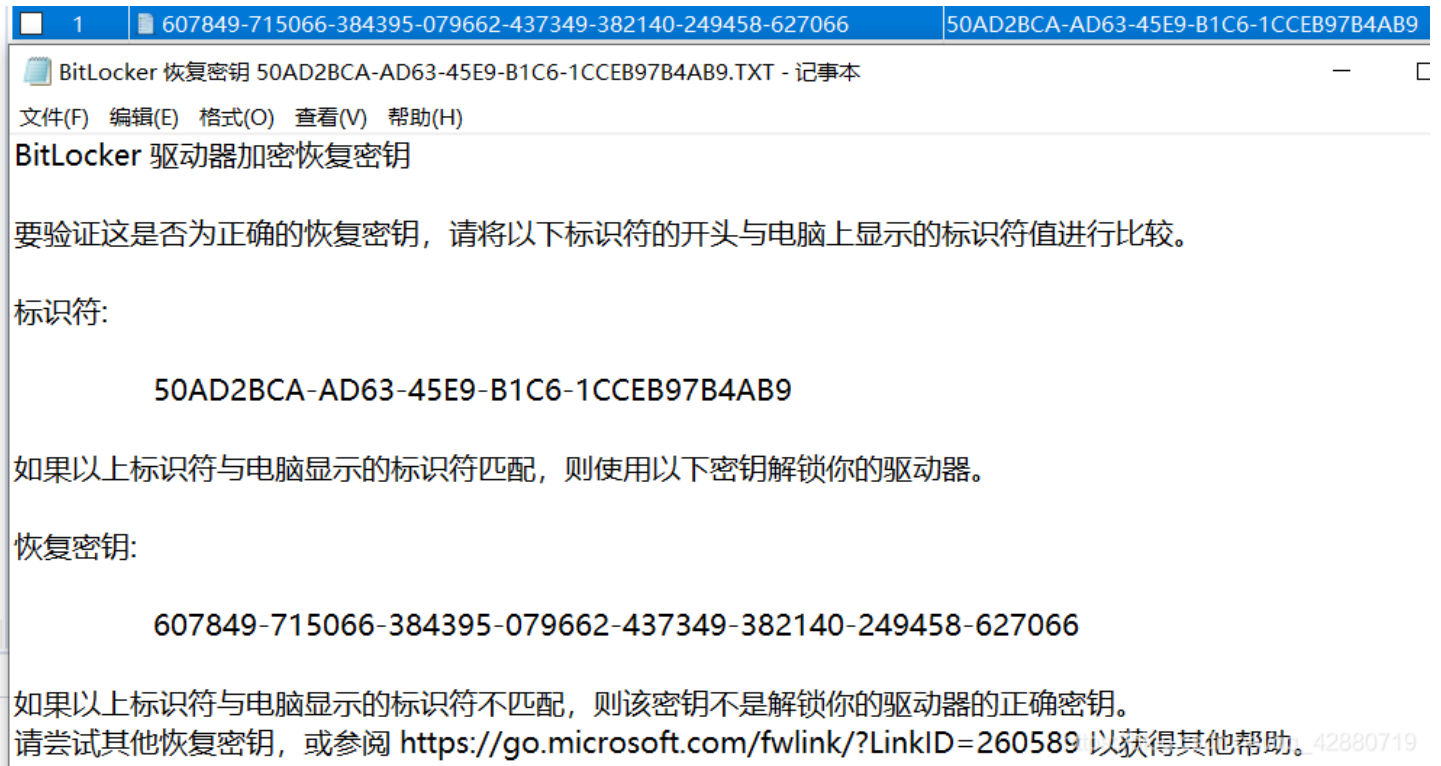 1 607849-715066-384395-079662-437349-382140-249458-627066 50AD2BCA-AD63-45E9-B1C6-1CCEB97B4AB9
BitLocker 恢复密钥 50AD2BCA-AD63-45E9-B1C6-1CCEB97B4AB9.TXT - 记事本
文件(F) 编辑(E) 格式(O) 查看(V) 帮助(H)
BitLocker 驱动器加密恢复密钥
要验证这是否为正确的恢复密钥，请将以下标识符的开头与电脑上显示的标识符值进行比较。
标识符:
50AD2BCA-AD63-45E9-B1C6-1CCEB97B4AB9
如果以上标识符与电脑显示的标识符匹配，则使用以下密钥解锁你的驱动器。
恢复密钥:
607849-715066-384395-079662-437349-382140-249458-627066
如果以上标识符与电脑显示的标识符不匹配，则该密钥不是解锁你的驱动器的正确密钥。
请尝试其他恢复密钥，或参阅 https://go.microsoft.com/fwlink/?LinkID=260589 以获得其他帮助。
42880719